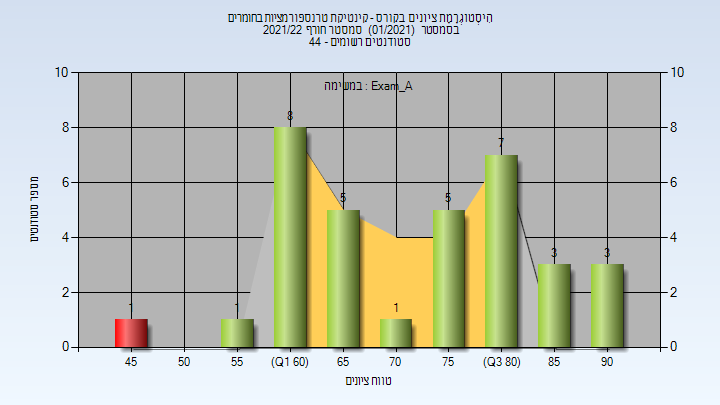 היסטוגרמת ציונים בקורס - קינטיקת טרנספורמציות בחומרים
בסמסטר (01/2021) סמסטר חורף 2021/22
סטודנטים רשומים - 44
במשימה : Exam_A
מספר סטודנטים
10 10
8 8
6 6
4 4
2 2
0 0
1 1 8 5 1 5 7 3 3
45 50 55 (Q1 60) 65 70 75 (Q3 80) 85 90
טווח ציונים